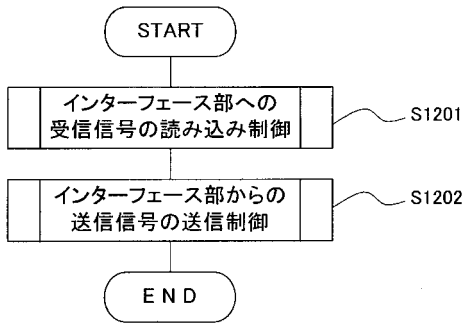 START
インターフェース部への
受信信号の読み込み制御
S1201
インターフェース部からの
送信信号の送信制御
S1202
END